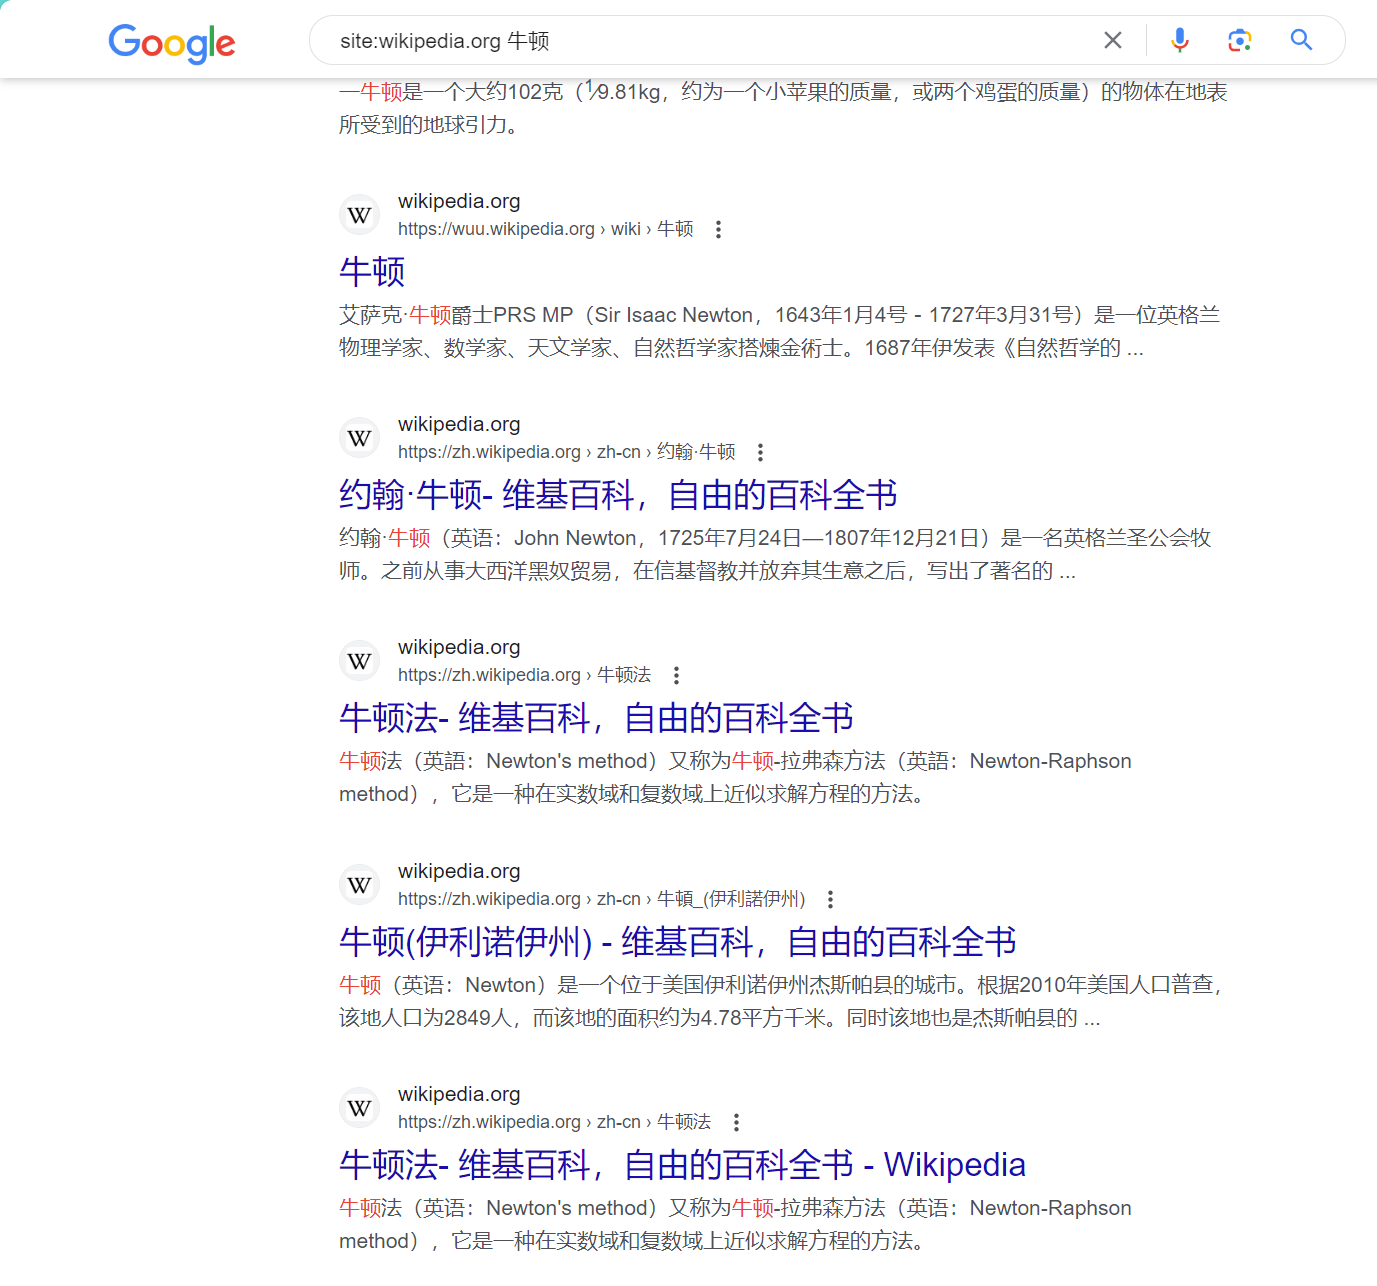 Google
site:wikipedia.org 牛顿
一牛顿是一个大约102克（1⁄9.81kg，约为一个小苹果的质量，或两个鸡蛋的质量）的物体在地表
所受到的地球引力。
W
wikipedia.org
https://wuu.wikipedia.org › wiki › 牛顿
牛顿
艾萨克·牛顿爵士PRS MP（Sir Isaac Newton，1643年1月4号 - 1727年3月31号）是一位英格兰
物理学家、数学家、天文学家、自然哲学家搭煉金術士。1687年伊发表《自然哲学的 ...
W
wikipedia.org
https://zh.wikipedia.org › zh-cn › 约翰·牛顿
约翰·牛顿- 维基百科，自由的百科全书
约翰·牛顿（英语：John Newton，1725年7月24日—1807年12月21日）是一名英格兰圣公会牧
师。之前从事大西洋黑奴贸易，在信基督教并放弃其生意之后，写出了著名的 ...
W
wikipedia.org
https://zh.wikipedia.org › 牛顿法
牛顿法- 维基百科，自由的百科全书
牛顿法（英語：Newton's method）又称为牛顿-拉弗森方法（英語：Newton-Raphson
method），它是一种在实数域和复数域上近似求解方程的方法。
W
wikipedia.org
https://zh.wikipedia.org › zh-cn › 牛頓_(伊利諾伊州)
牛顿(伊利诺伊州) - 维基百科，自由的百科全书
牛顿（英语：Newton）是一个位于美国伊利诺伊州杰斯帕县的城市。根据2010年美国人口普查，
该地人口为2849人，而该地的面积约为4.78平方千米。同时该地也是杰斯帕县的 ...
W
wikipedia.org
https://zh.wikipedia.org › zh-cn › 牛顿法
牛顿法- 维基百科，自由的百科全书 - Wikipedia
牛顿法（英语：Newton's method）又称为牛顿-拉弗森方法（英语：Newton-Raphson
method），它是一种在实数域和复数域上近似求解方程的方法。